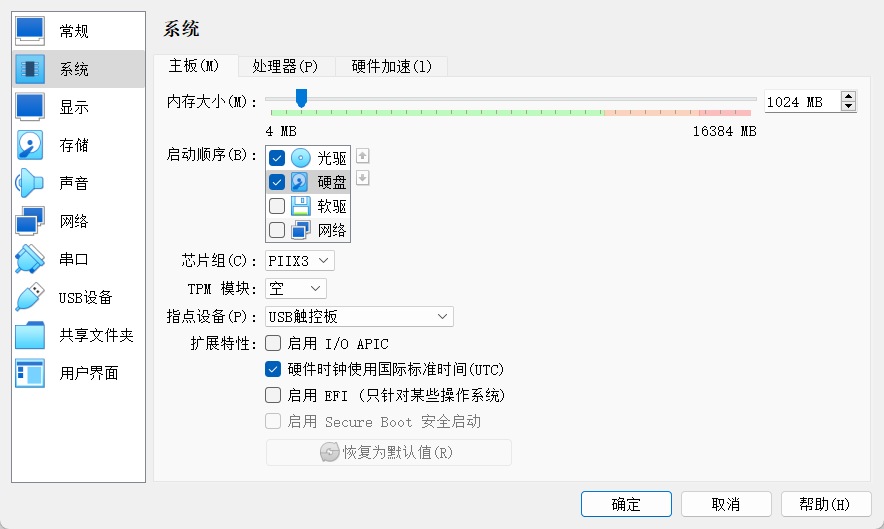 常规
系统
显示
存储
声音
网络
串口
USB设备
共享文件夹
用户界面
系统
主板(M) 处理器(P) 硬件加速(l)
内存大小(M): 1024 MB
4 MB 16384 MB
启动顺序(B): 光驱
硬盘
软驱
网络
芯片组(C): PIIX3
TPM 模块: 空
指点设备(P): USB触控板
扩展特性: 启用 I/O APIC
硬件时钟使用国际标准时间(UTC)
启用 EFI (只针对某些操作系统)
启用 Secure Boot 安全启动
恢复为默认值(R)
确定 取消 帮助(H)